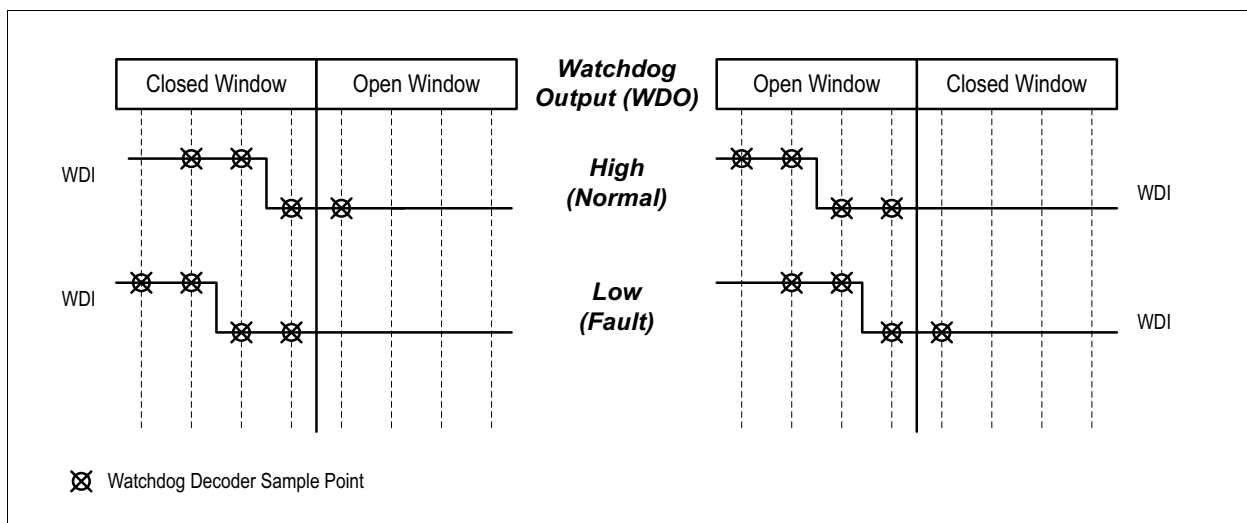 Closed Window
Open Window
Watchdog
Output (WDO)
Open Window
Closed Window
WDI
High
(Normal)
WDI
WDI
Low
(Fault)
WDI
Watchdog Decoder Sample Point